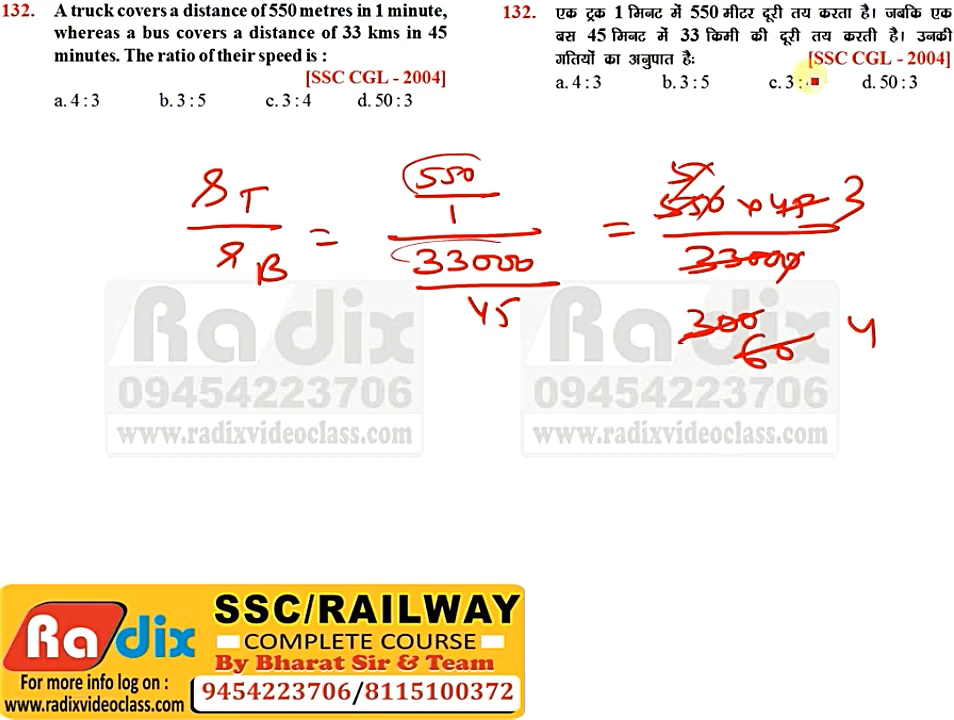 132. A truck covers a distance of 550 metres in 1 minute,
whereas a bus covers a distance of 33 kms in 45
minutes. The ratio of their speed is :
[SSC CGL - 2004]
a. 4 : 3 b. 3 : 5 c. 3 : 4 d. 50 : 3
132. एक ट्रक 1 मिनट में 550 मीटर दूरी तय करता है। जबकि एक
बस 45 मिनट में 33 किमी की दूरी तय करती है। उनकी
गतियों का अनुपात है:
[SSC CGL - 2004]
a. 4 : 3 b. 3 : 5 c. 3 : d. 50 : 3
S T / S B = 550 / 1 / 33000 / 45 = 550 × 45 3 / 33000
5
300 4
60
Radix
09454223706
www.radixvideoclass.com
Radix
09454223706
www.radixvideoclass.com
Radix
For more info log on :
www.radixvideoclass.com
SSC/RAILWAY
COMPLETE COURSE
By Bharat Sir & Team
9454223706/8115100372